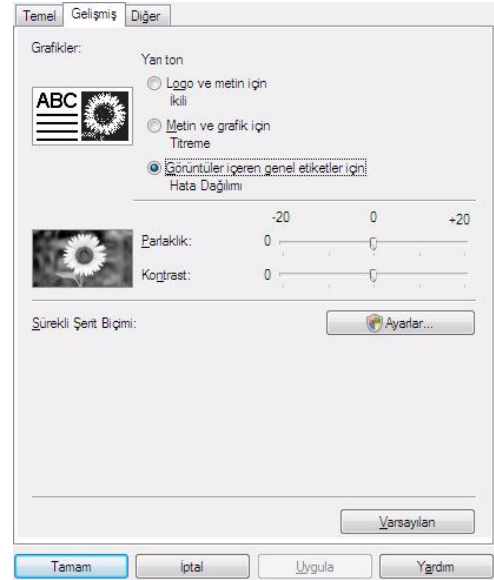 Temel Gelişmiş Diğer
Grafikler:
Yarı ton
ABC
Logo ve metin için
İkili
Metin ve grafik için
Titreme
Görüntüler içeren genel etiketler için
Hata Dağılımı
-20 0 +20
Parlaklık: 0
Kontrast: 0
Sürekli Şerit Biçimi: Ayarlar...
Varsayılan
Tamam İptal Uygula Yardım